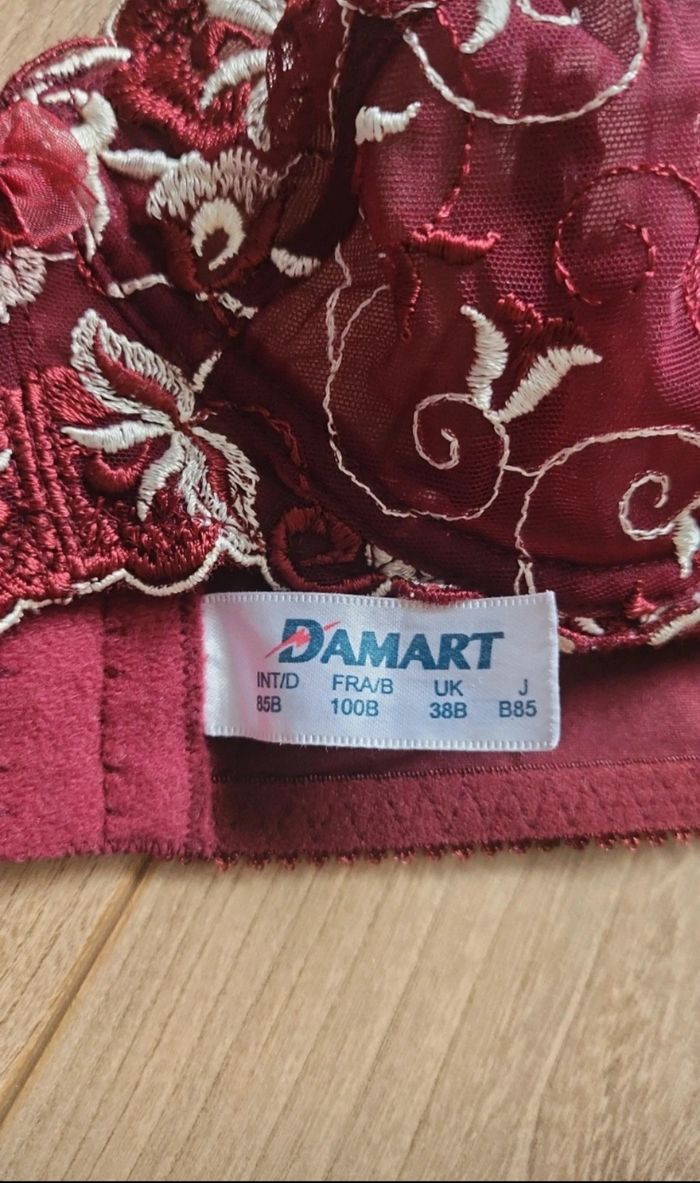 DAMART
INT/D FRA/B UK J
85B 100B 38B B85